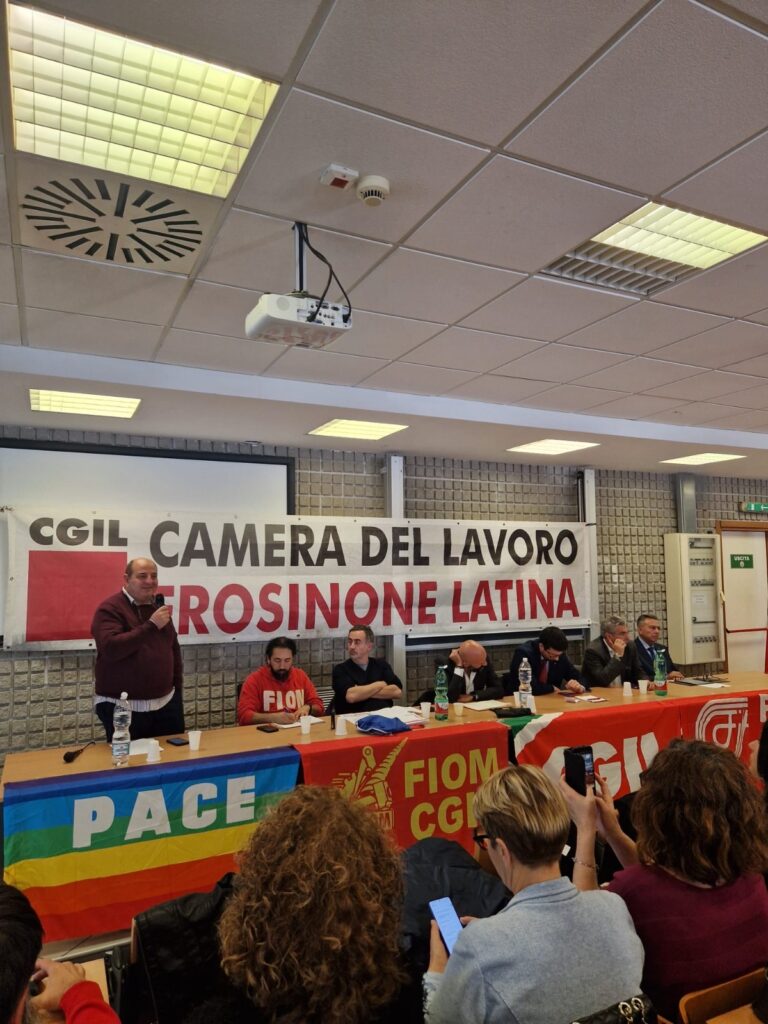 CGIL
CAMERA DEL LAVORO
FROSINONE LATINA
USCITA
FIOM
PACE
FIOM
CGIL
CGIL